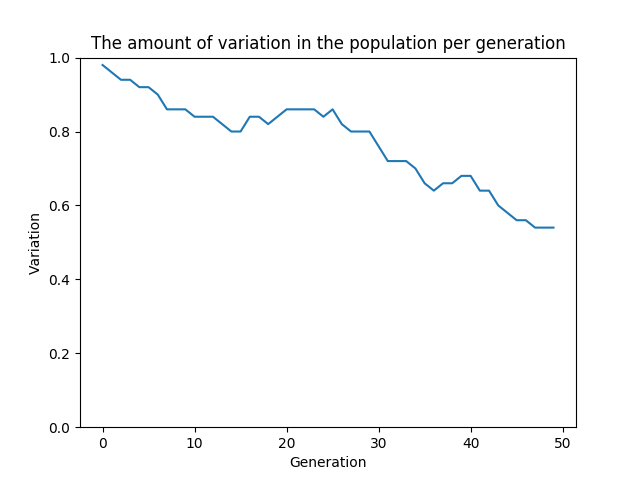 The amount of variation in the population per generation
1.0
0.8
0.6
0.4
0.2
0.0
Variation
0 10 20 30 40 50
Generation